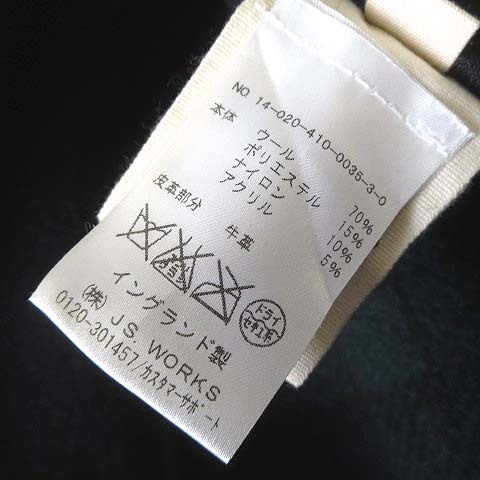 NO. 14-020-410-0035-3-0
本体 ウール 70%
ポリエステル 15%
ナイロン 10%
アクリル 5%
皮革部分 牛革
ドライ
セキユ系
イングランド製
(株) JS. WORKS
0120-301457/カスタマーサポート